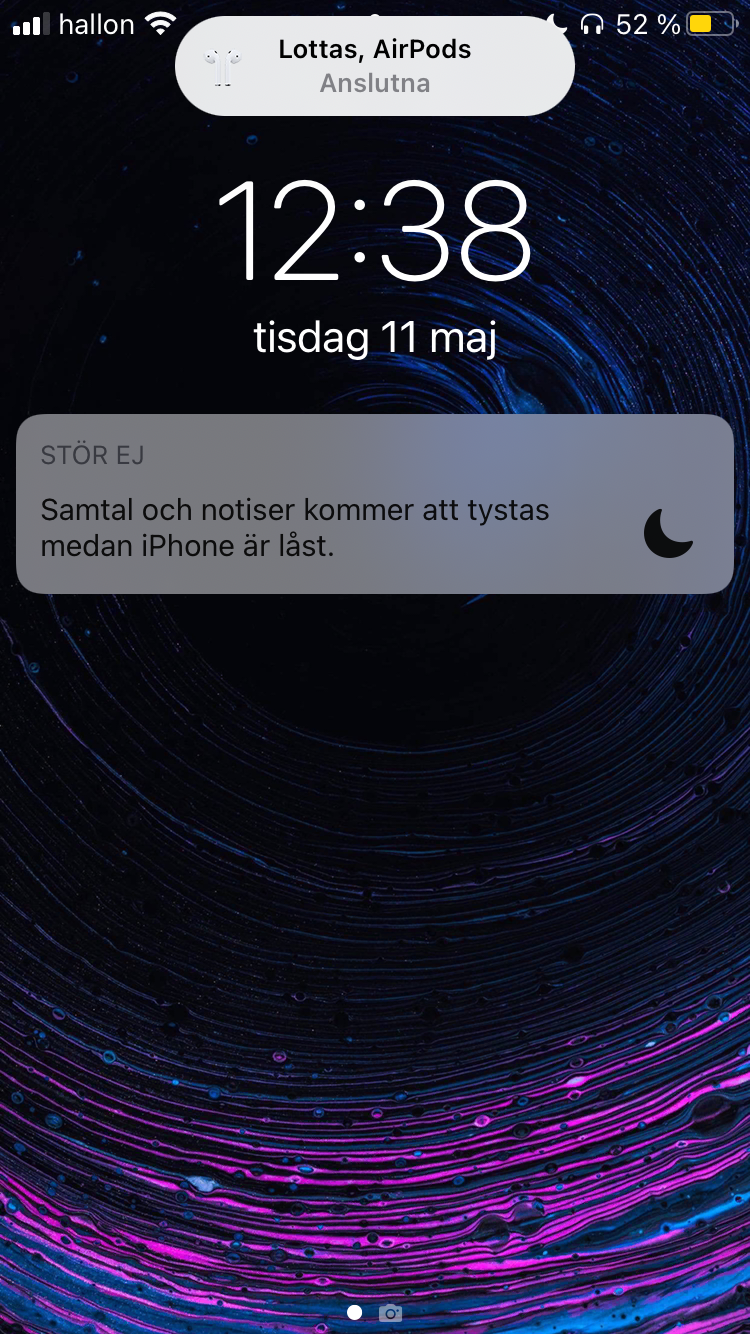 hallon 52 %
Lottas, AirPods
Anslutna
12:38
tisdag 11 maj
STÖR EJ
Samtal och notiser kommer att tystas
medan iPhone är låst.